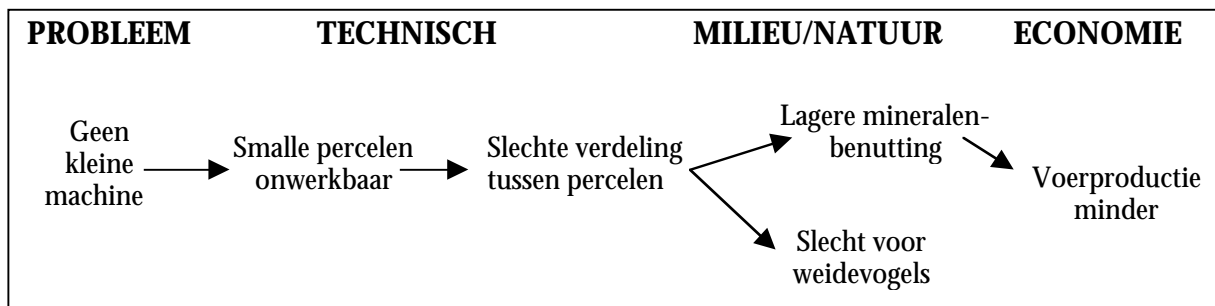 PROBLEEM TECHNISCH MILIEU/NATUUR ECONOMIE
Geen
kleine
machine
Smalle percelen
onwerkbaar
Slechte verdeling
tussen percelen
Lagere mineralen-
benutting
Slecht voor
weidevogels
Voerproductie
minder